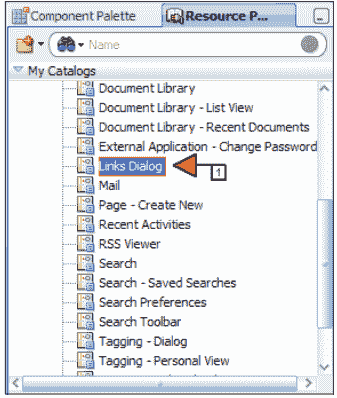 Component Palette
Resource P...
Name
My Catalogs
Document Library
Document Library - List View
Document Library - Recent Documents
External Application - Change Password
Links Dialog
1
Mail
Page - Create New
Recent Activities
RSS Viewer
Search
Search - Saved Searches
Search Preferences
Search Toolbar
Tagging - Dialog
Tagging - Personal View